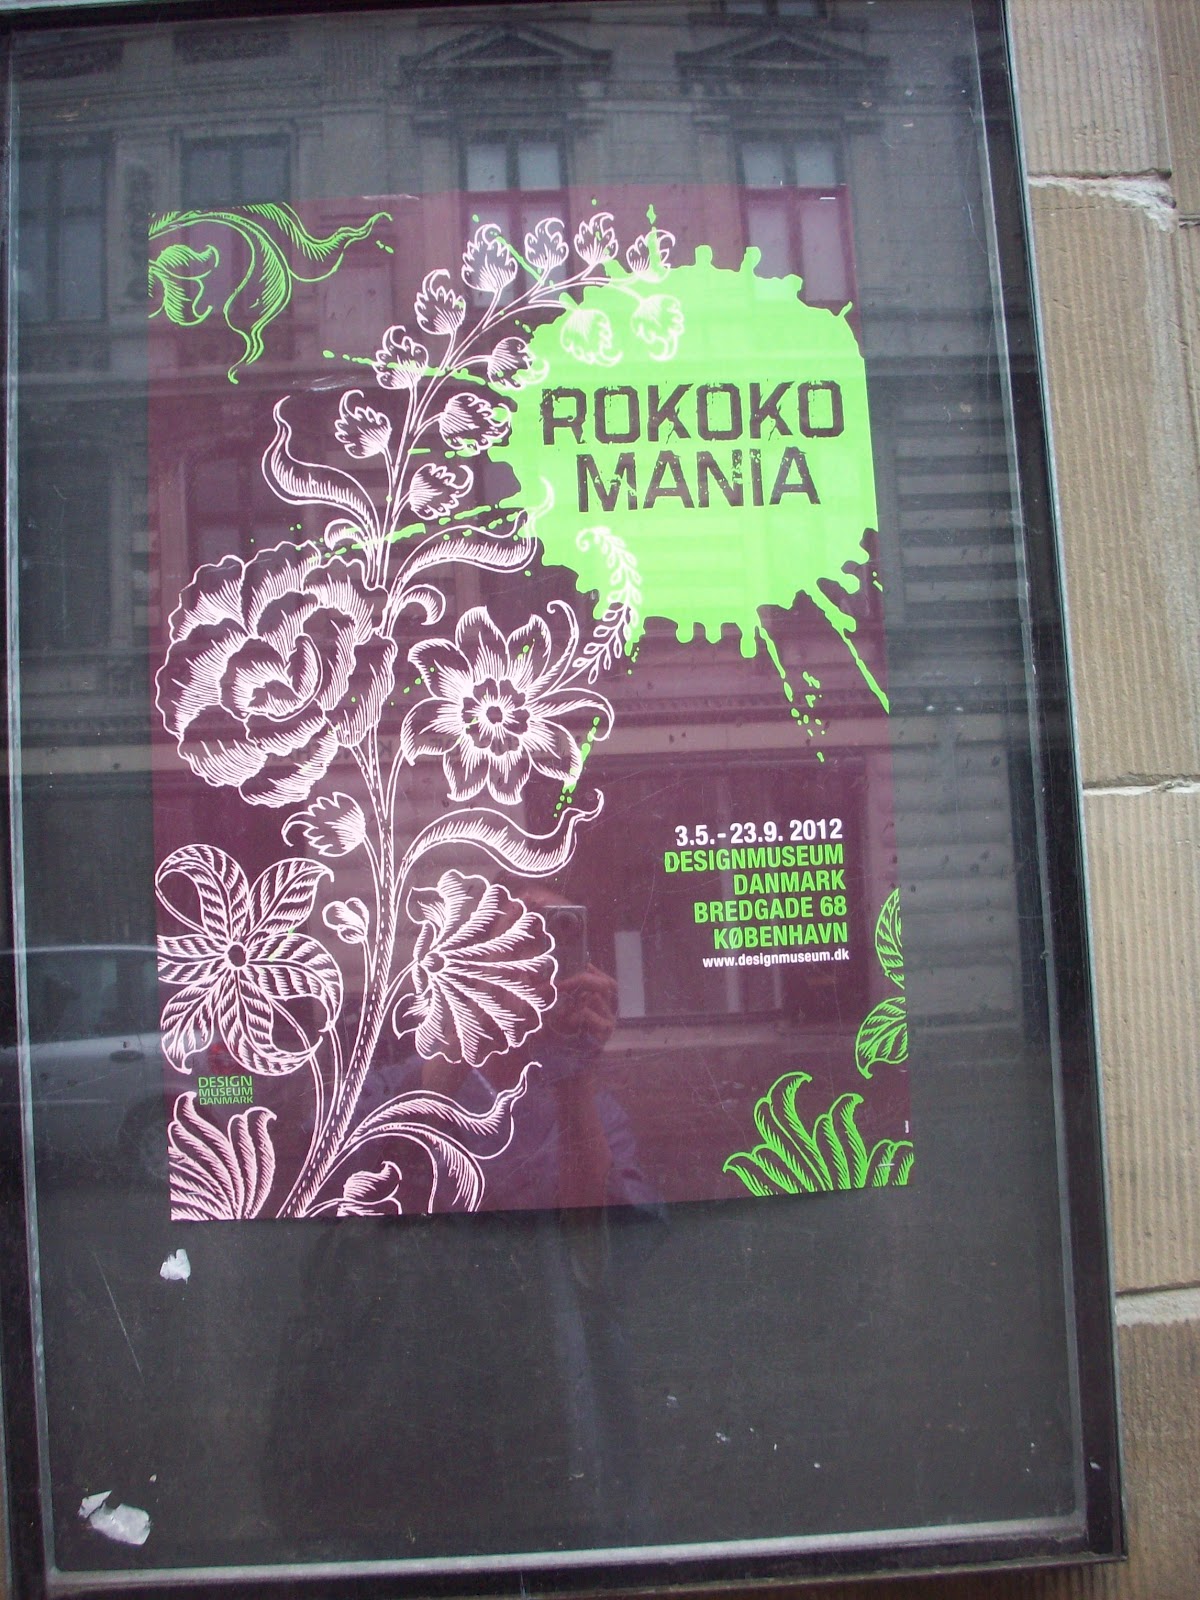 ROKOKO
MANIA
3.5.-23.9. 2012
DESIGNMUSEUM
DANMARK
BREDGADE 68
KØBENHAVN
www.designmuseum.dk
DESIGN
MUSEUM
DANMARK